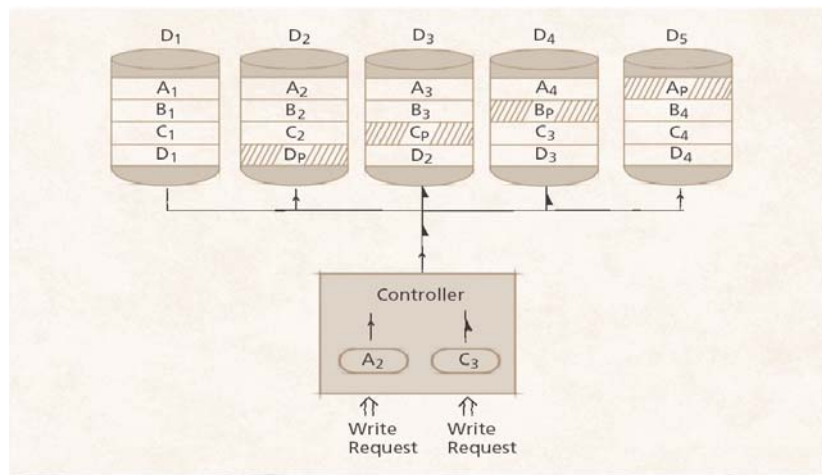 D1 D2 D3 D4 D5
A1 A2 A3 A4 AP
B1 B2 B3 BP B4
C1 C2 CP C3 C4
D1 DP D2 D3 D4
Controller
A2 C3
Write Write
Request Request